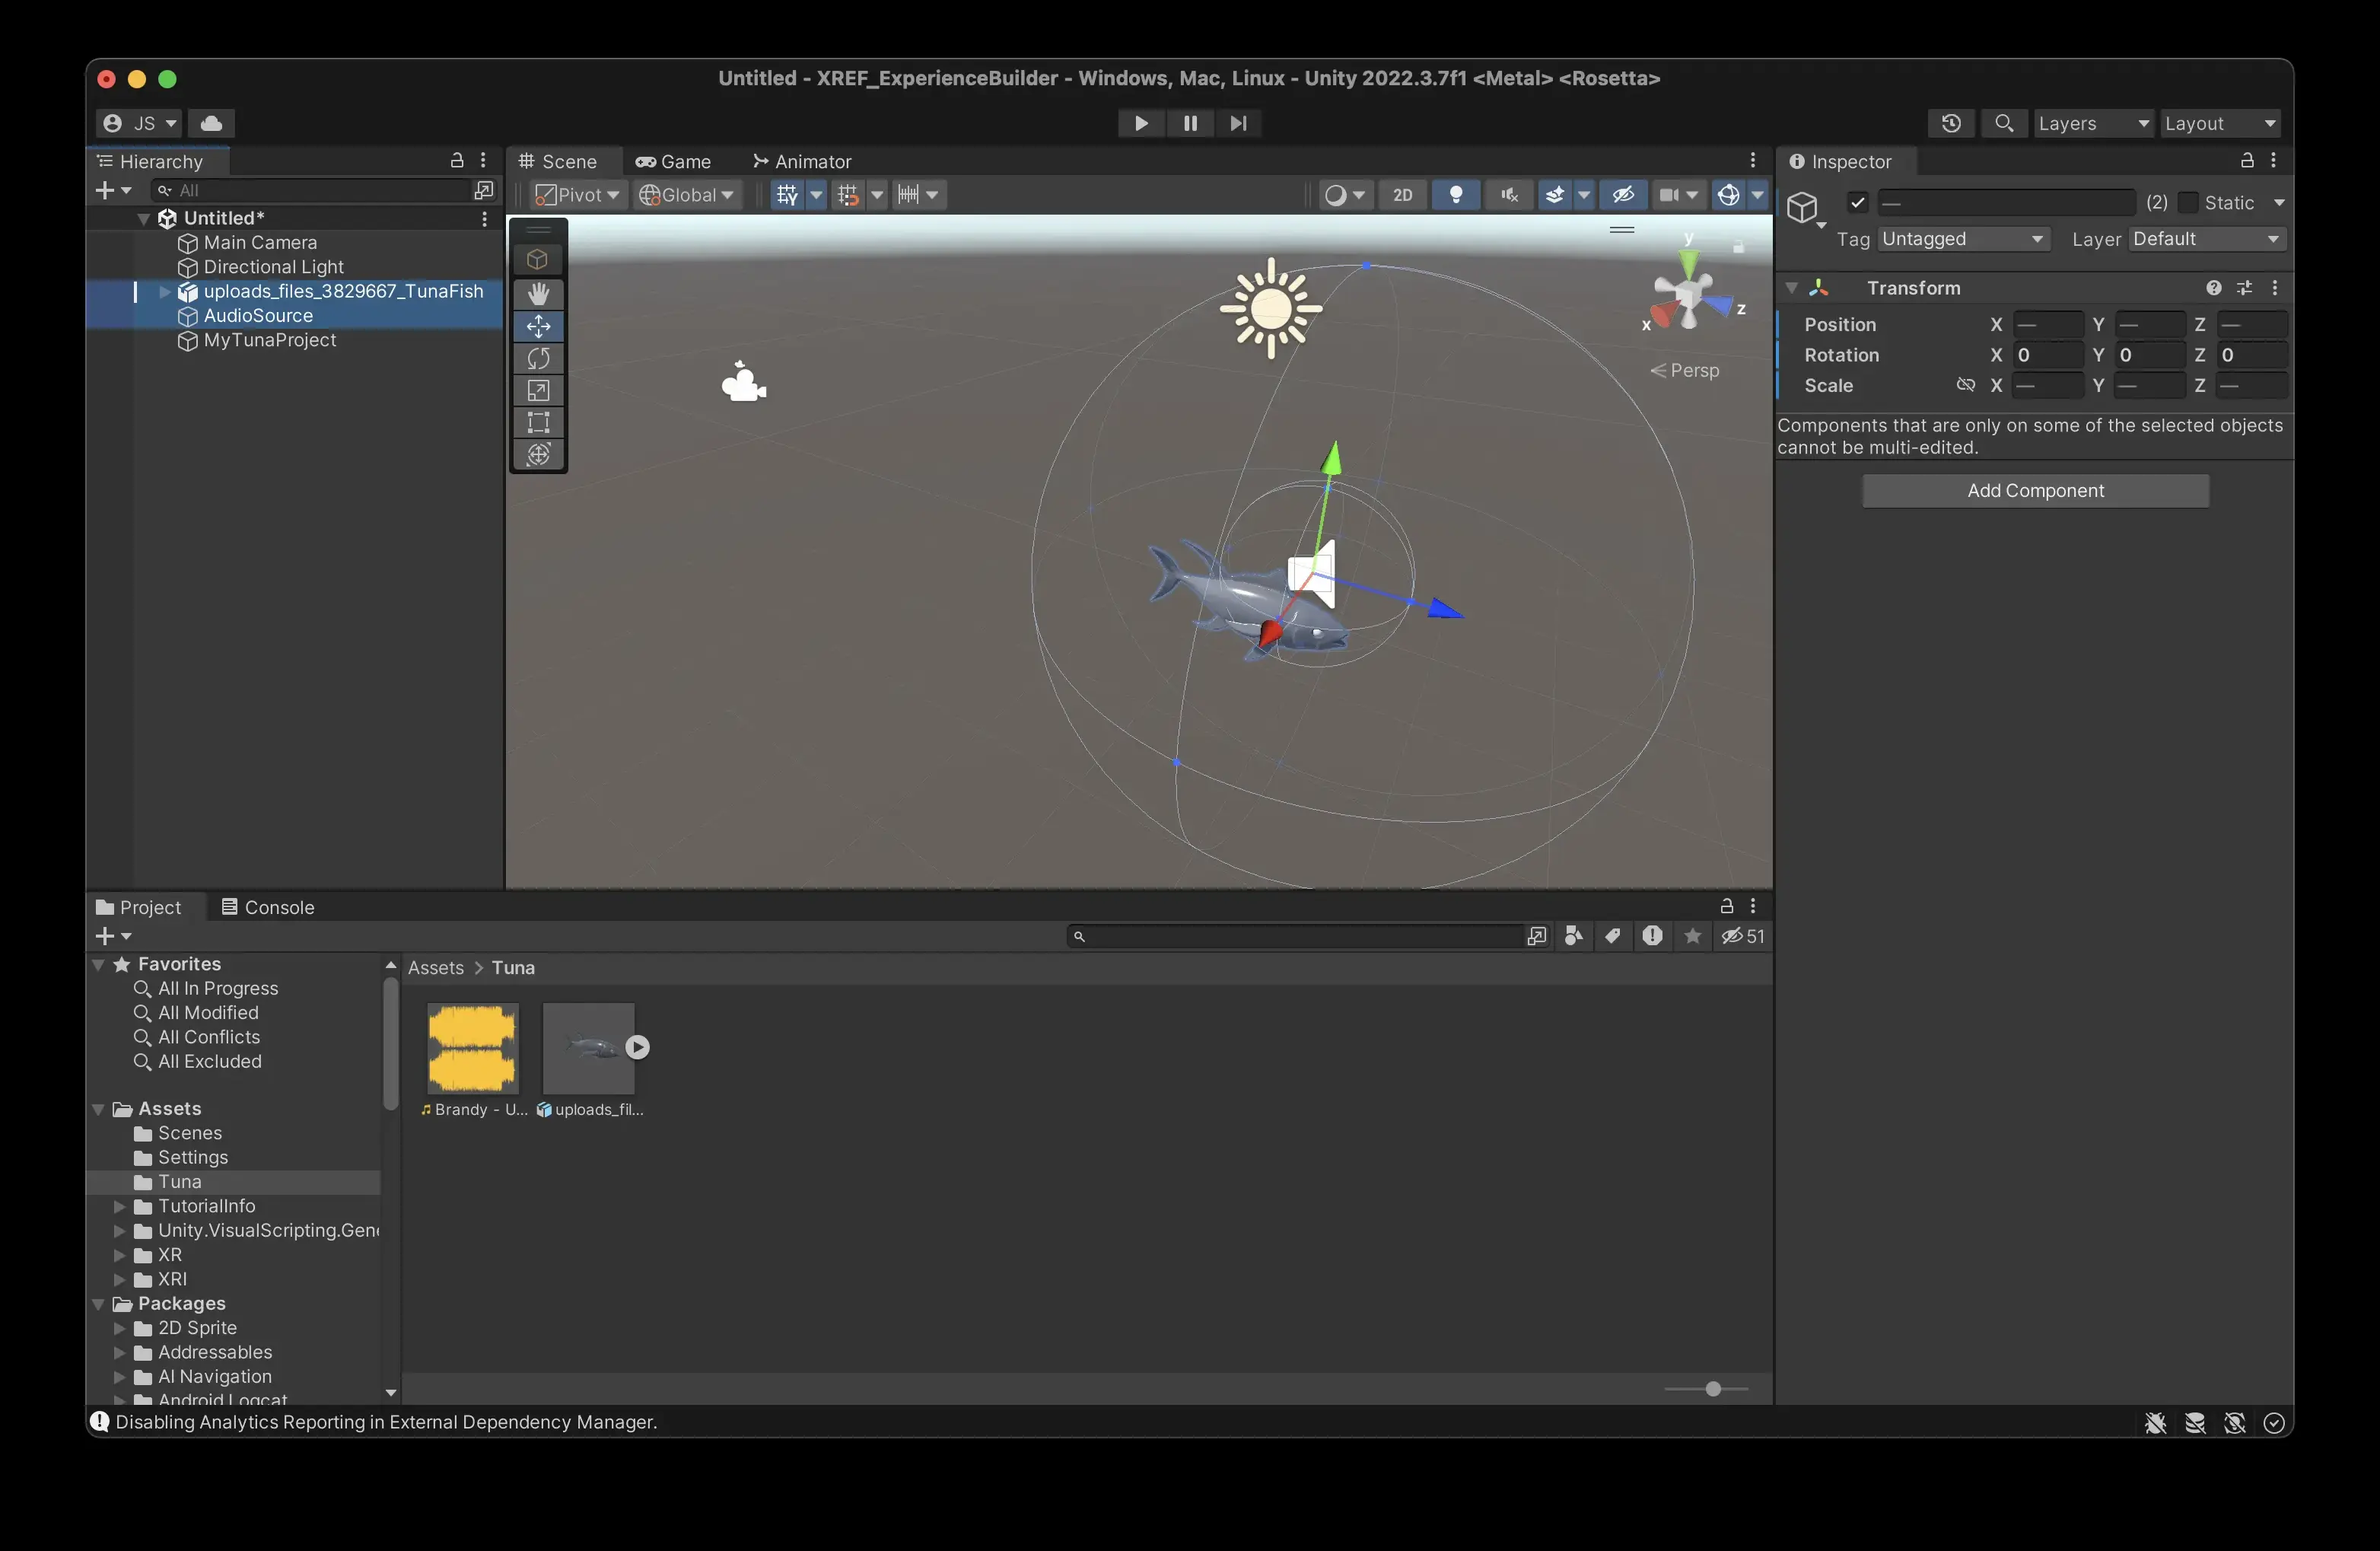 Untitled - XREF_ExperienceBuilder - Windows, Mac, Linux - Unity 2022.3.7f1 <Metal> <Rosetta>
JS
Layers
Layout
Hierarchy
All
Untitled*
Main Camera
Directional Light
uploads_files_3829667_TunaFish
AudioSource
MyTunaProject
Scene
Game
Animator
Pivot
Global
2D
y
z
x
Persp
Inspector
—
(2)
Static
Tag
Untagged
Layer
Default
Transform
Position X — Y — Z —
Rotation X 0 Y 0 Z 0
Scale X — Y — Z —
Components that are only on some of the selected objects
cannot be multi-edited.
Add Component
Project
Console
51
Favorites
All In Progress
All Modified
All Conflicts
All Excluded
Assets
Scenes
Settings
Tuna
TutorialInfo
Unity.VisualScripting.Gen
XR
XRI
Packages
2D Sprite
Addressables
AI Navigation
Android Logcat
Assets > Tuna
Brandy - U...
uploads_fil...
Disabling Analytics Reporting in External Dependency Manager.